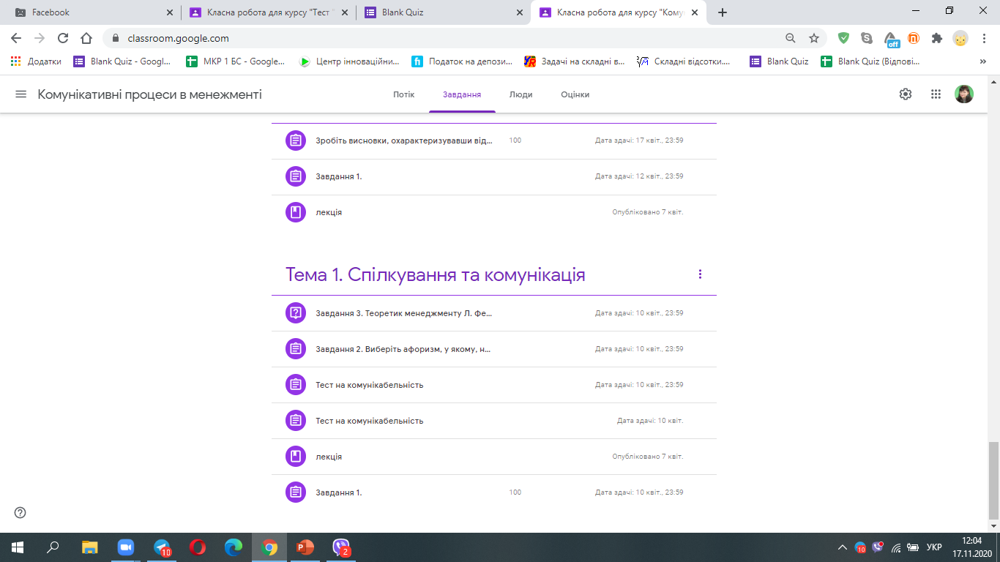 Facebook
Класна робота для курсу "Тест "
Blank Quiz
Класна робота для курсу "Кому
classroom.google.com
off
Додатки
Blank Quiz - Googl...
МКР 1 БС - Google...
Центр інноваційни...
Податок на депози...
Задачі на складні в...
Складні відсотки....
Blank Quiz
Blank Quiz (Відпові...
Комунікативні процеси в менежменті
Потік
Завдання
Люди
Оцінки
Зробіть висновки, охарактеризувавши від...
100
Дата здачі: 17 квіт., 23:59
Завдання 1.
Дата здачі: 12 квіт., 23:59
лекція
Опубліковано 7 квіт.
Тема 1. Спілкування та комунікація
Завдання 3. Теоретик менеджменту Л. Фе...
Дата здачі: 10 квіт., 23:59
Завдання 2. Виберіть афоризм, у якому, н...
Дата здачі: 10 квіт., 23:59
Тест на комунікабельність
Дата здачі: 10 квіт., 23:59
Тест на комунікабельність
Дата здачі: 10 квіт.
лекція
Опубліковано 7 квіт.
Завдання 1.
100
Дата здачі: 10 квіт., 23:59
10
2
10
УКР
12:04
17.11.2020